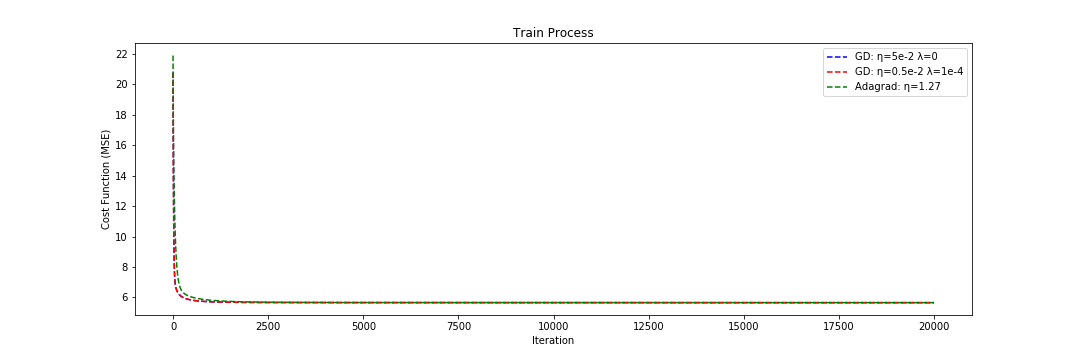 Train Process
Cost Function (MSE)
22
20
18
16
14
12
10
8
6
GD: η=5e-2 λ=0
GD: η=0.5e-2 λ=1e-4
Adagrad: η=1.27
0 2500 5000 7500 10000 12500 15000 17500 20000
Iteration